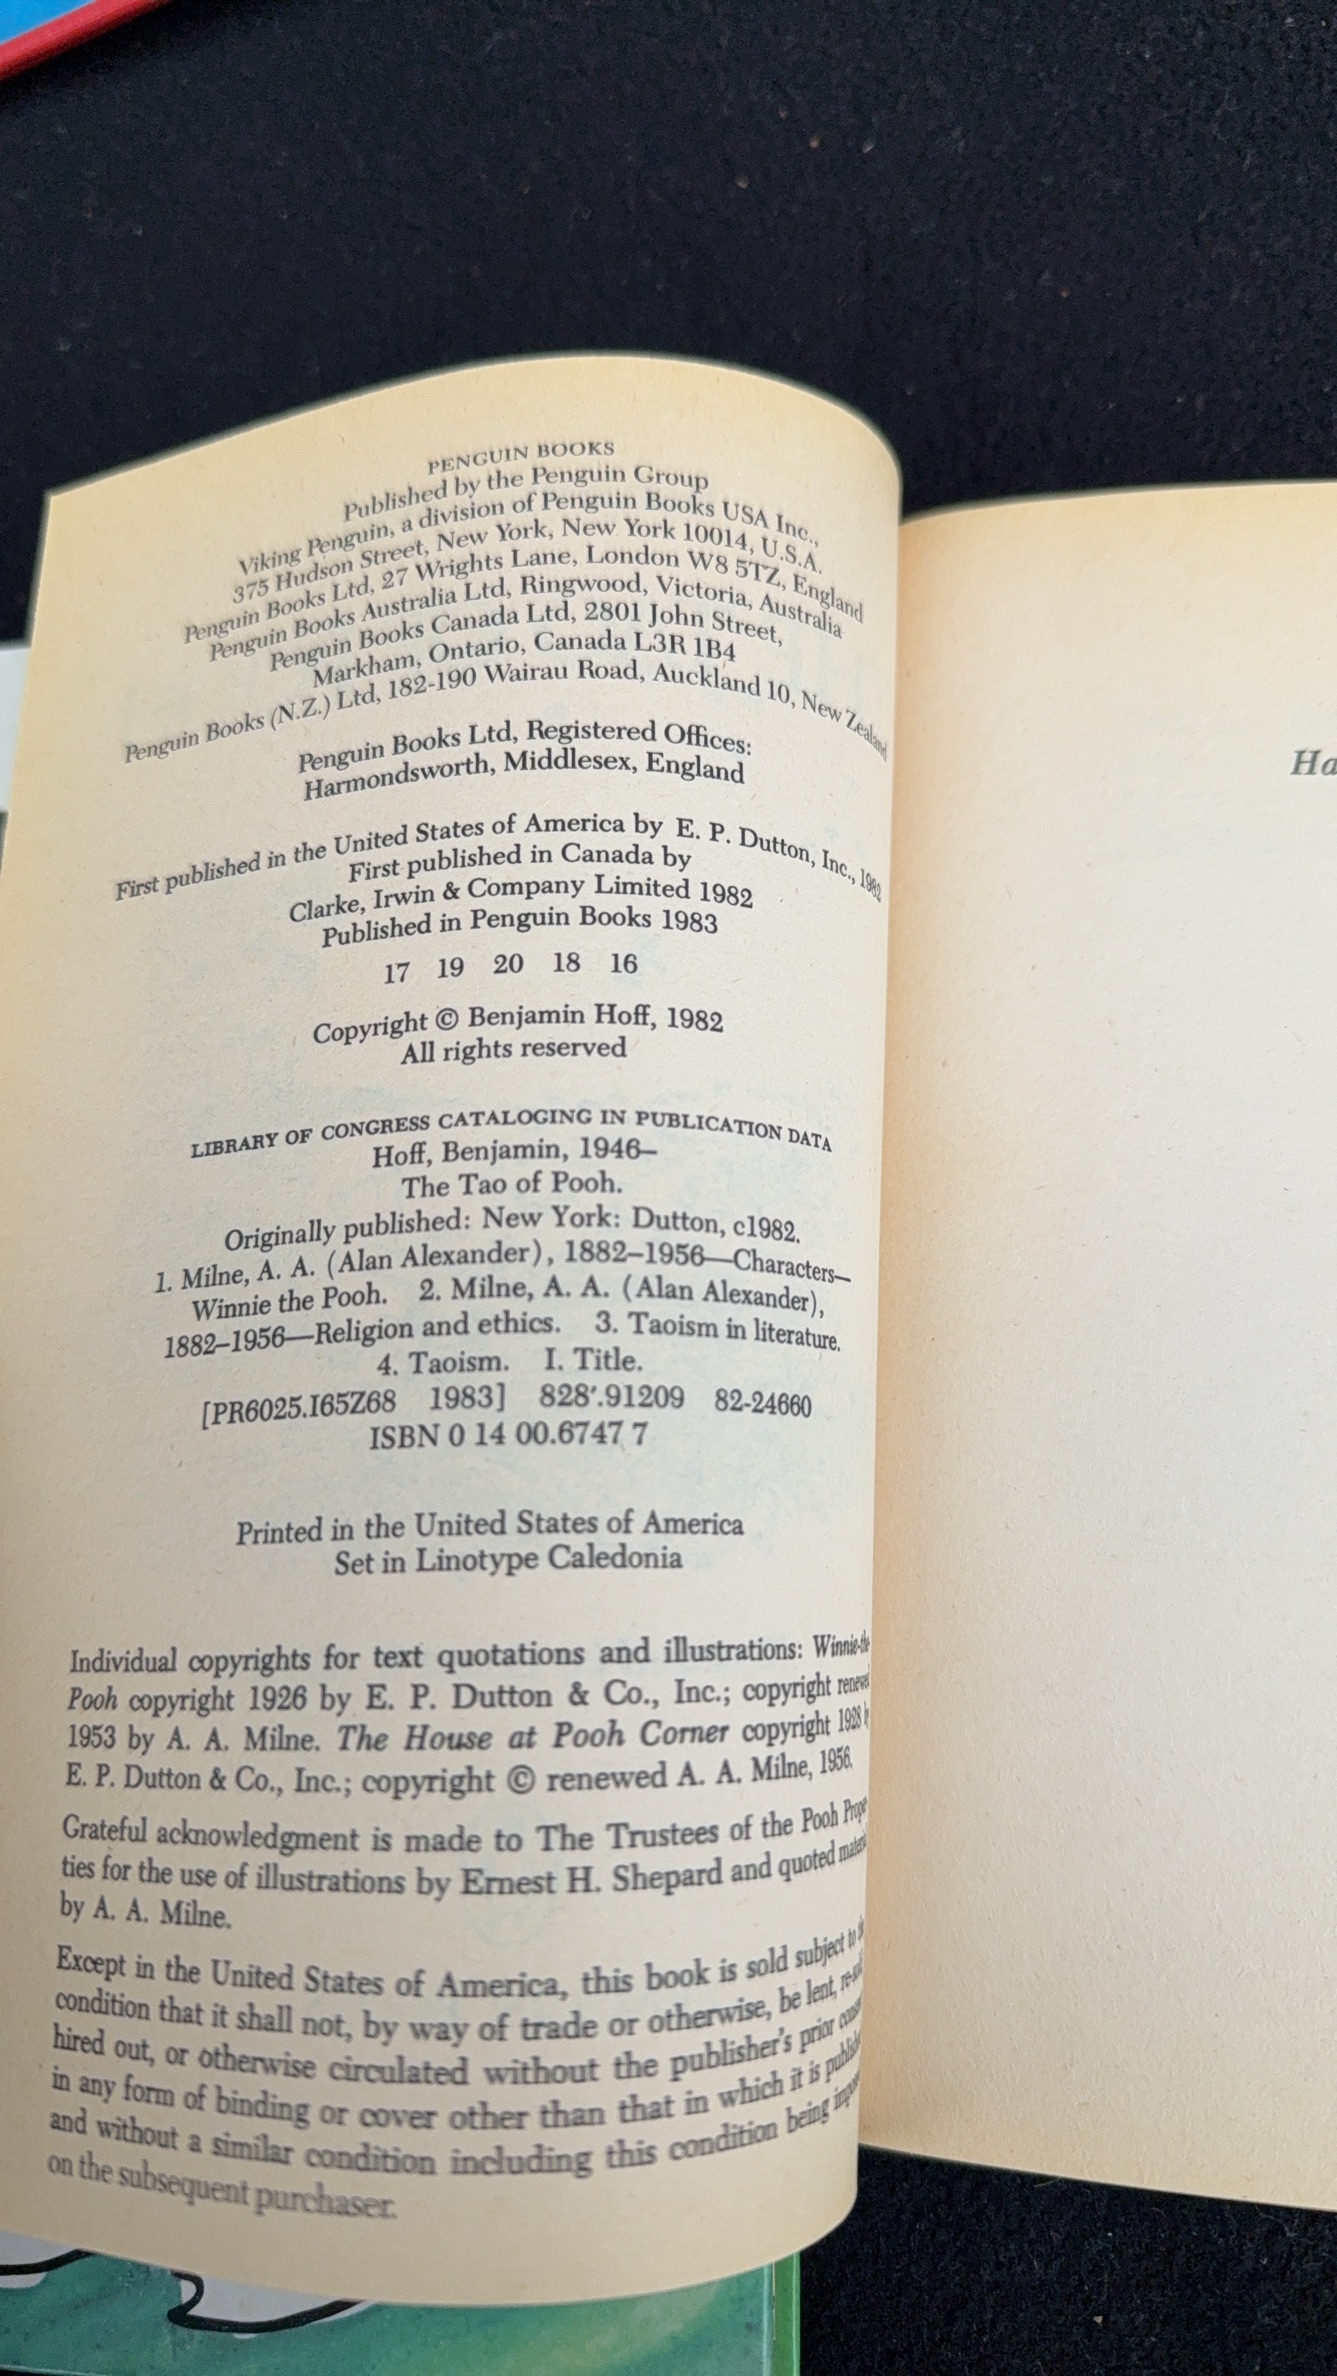 PENGUIN BOOKS
Published by the Penguin Group
Viking Penguin, a division of Penguin Books USA Inc.,
375 Hudson Street, New York, New York 10014, U.S.A.
Penguin Books Ltd, 27 Wrights Lane, London W8 5TZ, England
Penguin Books Australia Ltd, Ringwood, Victoria, Australia
Penguin Books Canada Ltd, 2801 John Street,
Markham, Ontario, Canada L3R 1B4
Penguin Books (N.Z.) Ltd, 182-190 Wairau Road, Auckland 10, New Zealand
Penguin Books Ltd, Registered Offices:
Harmondsworth, Middlesex, England
First published in the United States of America by E. P. Dutton, Inc., 1982
First published in Canada by
Clarke, Irwin & Company Limited 1982
Published in Penguin Books 1983
17 19 20 18 16
Copyright © Benjamin Hoff, 1982
All rights reserved
LIBRARY OF CONGRESS CATALOGING IN PUBLICATION DATA
Hoff, Benjamin, 1946–
The Tao of Pooh.
Originally published: New York: Dutton, c1982.
1. Milne, A. A. (Alan Alexander), 1882–1956—Characters—
Winnie the Pooh. 2. Milne, A. A. (Alan Alexander),
1882–1956—Religion and ethics. 3. Taoism in literature.
4. Taoism. I. Title.
[PR6025.I65Z68 1983] 828′.91209 82-24660
ISBN 0 14 00.6747 7
Printed in the United States of America
Set in Linotype Caledonia
Individual copyrights for text quotations and illustrations: Winnie-the
Pooh copyright 1926 by E. P. Dutton & Co., Inc.; copyright renewed
1953 by A. A. Milne. The House at Pooh Corner copyright 1928
E. P. Dutton & Co., Inc.; copyright © renewed A. A. Milne, 1956.
Grateful acknowledgment is made to The Trustees of the Pooh Proper
ties for the use of illustrations by Ernest H. Shepard and quoted material
by A. A. Milne.
Except in the United States of America, this book is sold subject to
condition that it shall not, by way of trade or otherwise, be lent, re-sold
hired out, or otherwise circulated without the publisher's prior
in any form of binding or cover other than that in which it is
and without a similar condition including this condition being
on the subsequent purchaser.
Ha